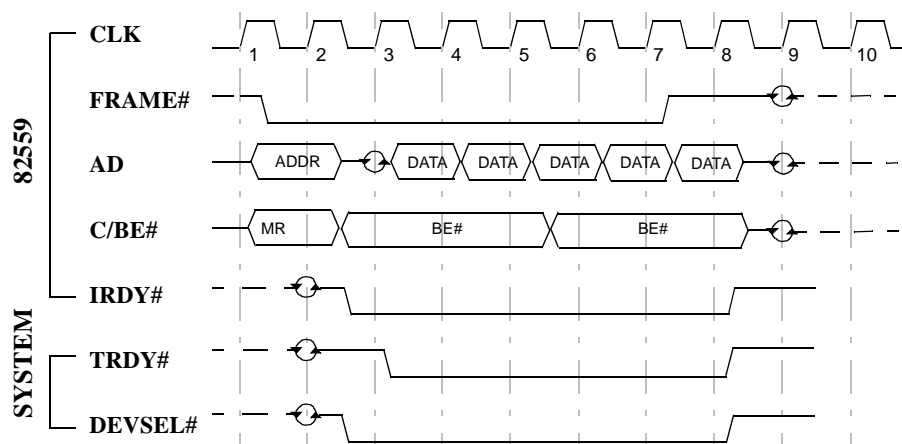 CLK
1 2 3 4 5 6 7 8 9 10
FRAME#
82559
AD
ADDR DATA DATA DATA DATA DATA
C/BE#
MR BE# BE#
IRDY#
SYSTEM
TRDY#
DEVSEL#